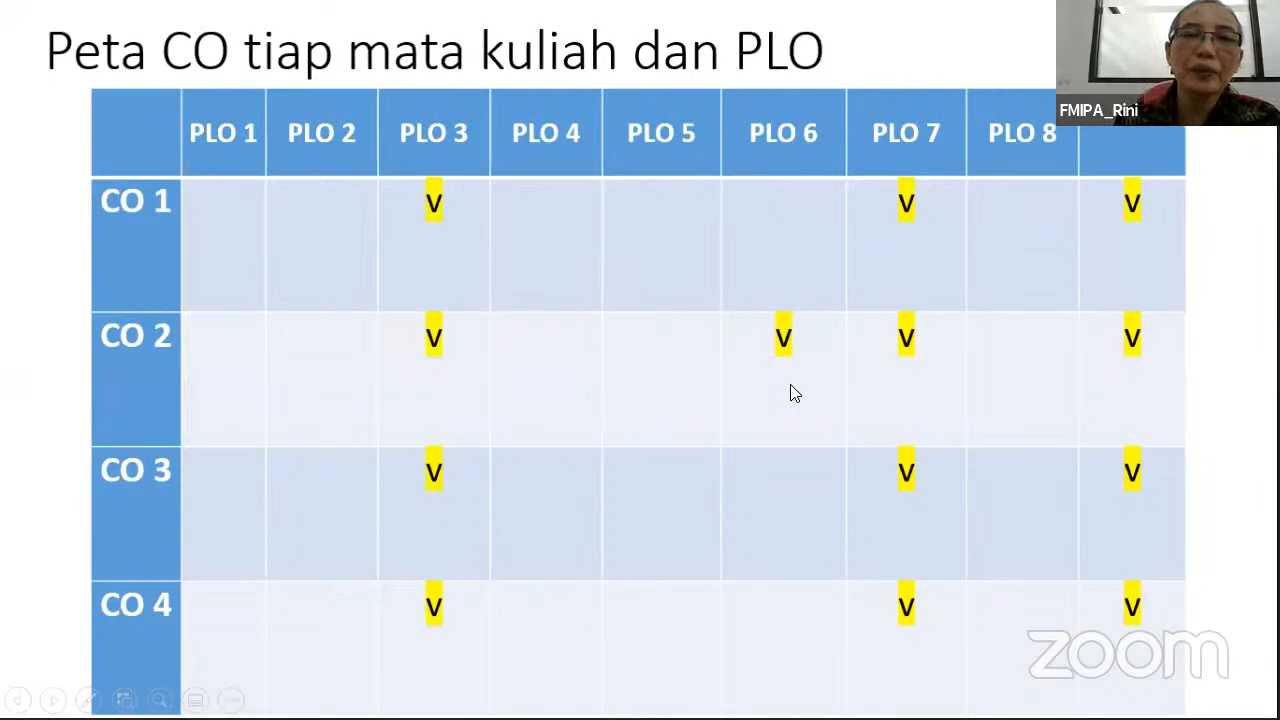 Peta CO tiap mata kuliah dan PLO
FMIPA_Rini
PLO 1 PLO 2 PLO 3 PLO 4 PLO 5 PLO 6 PLO 7 PLO 8
CO 1 v v v
CO 2 v v v v
CO 3 v v v
CO 4 v v v
zoom